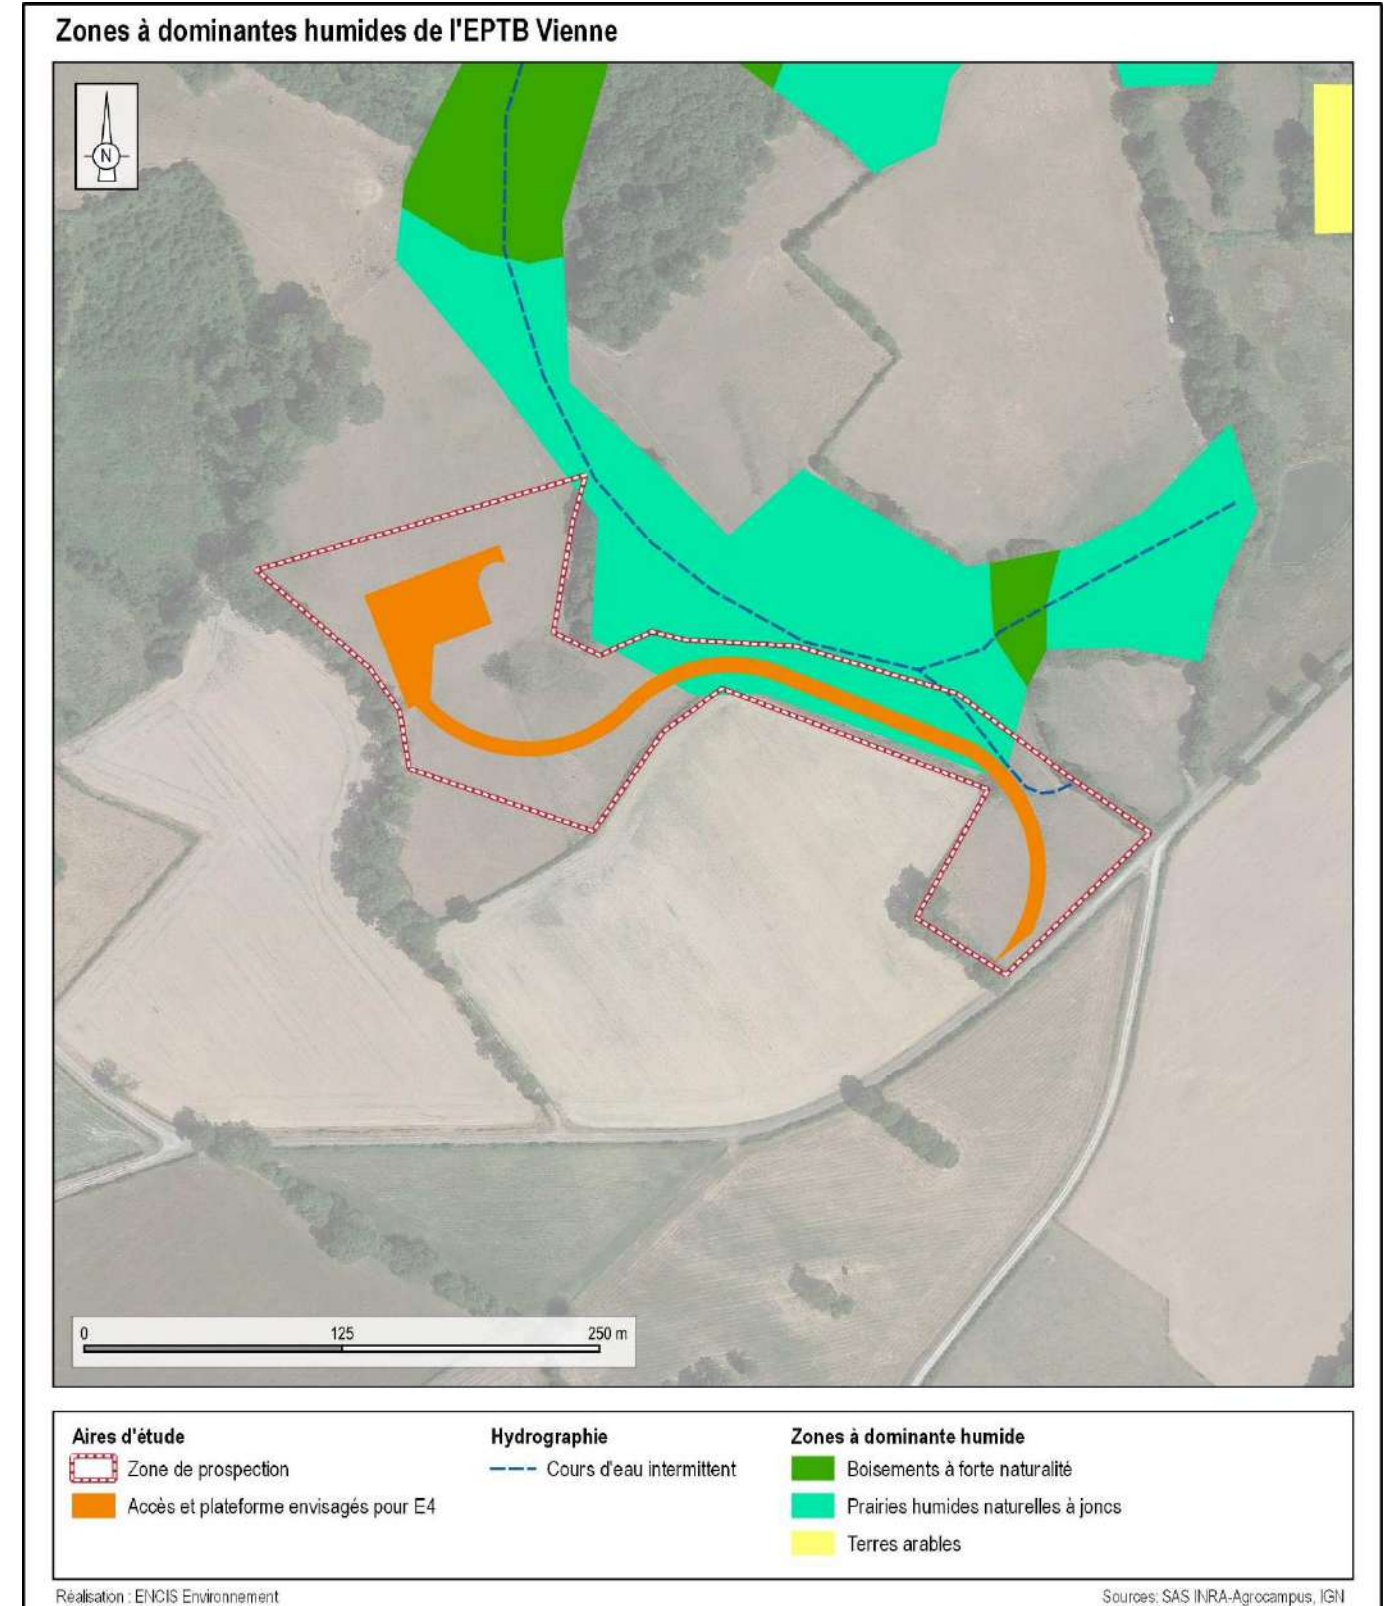 Zones à dominantes humides de l'EPTB Vienne
N
0 125 250 m
Aires d'étude
Zone de prospection
Accès et plateforme envisagés pour E4
Hydrographie
Cours d'eau intermittent
Zones à dominante humide
Boisements à forte naturalité
Prairies humides naturelles à joncs
Terres arables
Réalisation : ENCIS Environnement
Sources: SAS INRA-Agrocampus, IGN